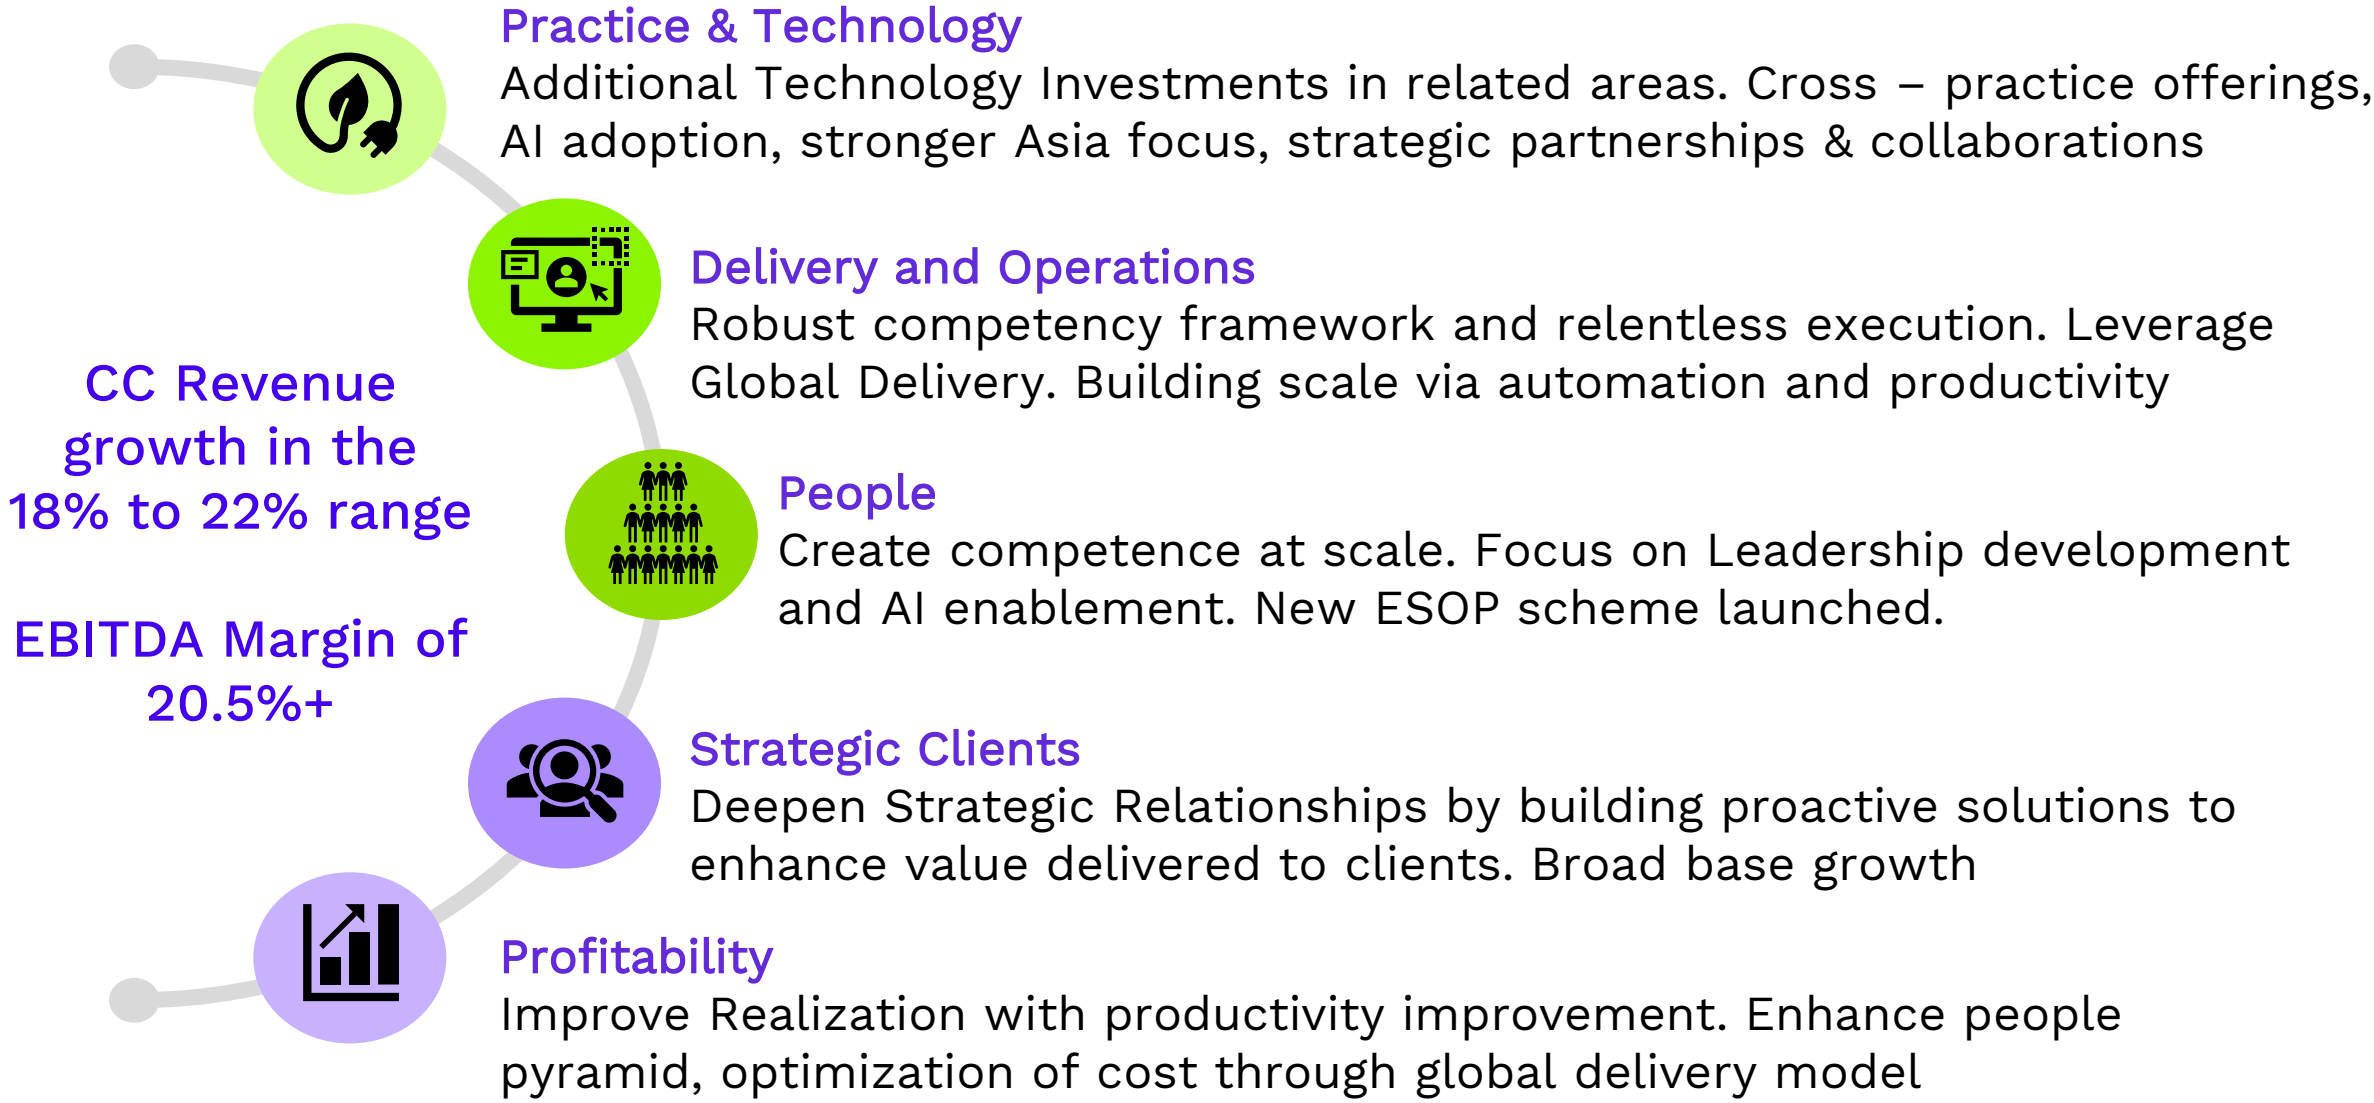 Practice & Technology
Additional Technology Investments in related areas. Cross – practice offerings,
AI adoption, stronger Asia focus, strategic partnerships & collaborations
Delivery and Operations
Robust competency framework and relentless execution. Leverage
Global Delivery. Building scale via automation and productivity
CC Revenue
growth in the
18% to 22% range
EBITDA Margin of
20.5%+
People
Create competence at scale. Focus on Leadership development
and AI enablement. New ESOP scheme launched.
Strategic Clients
Deepen Strategic Relationships by building proactive solutions to
enhance value delivered to clients. Broad base growth
Profitability
Improve Realization with productivity improvement. Enhance people
pyramid, optimization of cost through global delivery model